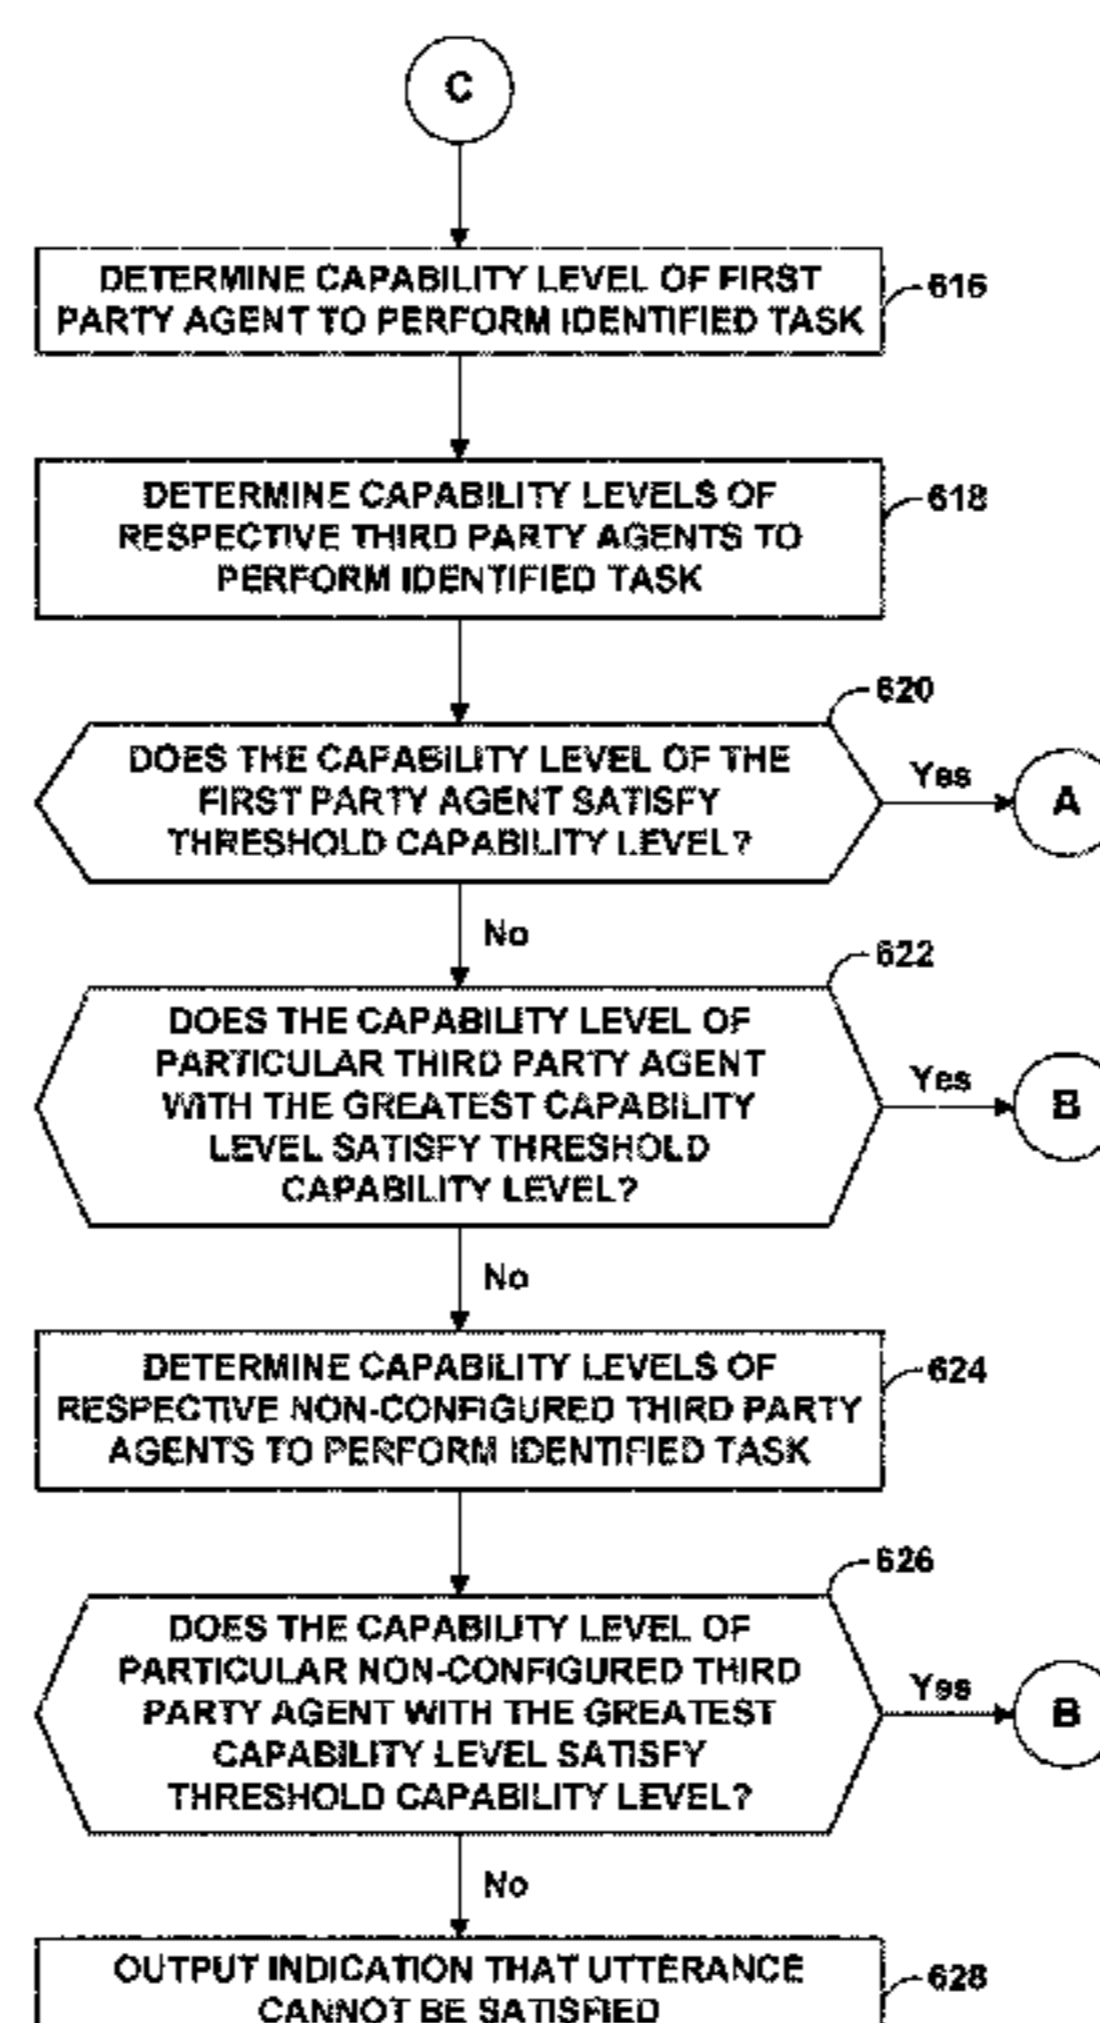 C
DETERMINE CAPABILITY LEVEL OF FIRST
PARTY AGENT TO PERFORM IDENTIFIED TASK
616
DETERMINE CAPABILITY LEVELS OF
RESPECTIVE THIRD PARTY AGENTS TO
PERFORM IDENTIFIED TASK
618
620
DOES THE CAPABILITY LEVEL OF THE
FIRST PARTY AGENT SATISFY
THRESHOLD CAPABILITY LEVEL?
Yes
A
No
622
DOES THE CAPABILITY LEVEL OF
PARTICULAR THIRD PARTY AGENT
WITH THE GREATEST CAPABILITY
LEVEL SATISFY THRESHOLD
CAPABILITY LEVEL?
Yes
B
No
DETERMINE CAPABILITY LEVELS OF
RESPECTIVE NON-CONFIGURED THIRD PARTY
AGENTS TO PERFORM IDENTIFIED TASK
624
626
DOES THE CAPABILITY LEVEL OF
PARTICULAR NON-CONFIGURED THIRD
PARTY AGENT WITH THE GREATEST
CAPABILITY LEVEL SATISFY
THRESHOLD CAPABILITY LEVEL?
Yes
B
No
OUTPUT INDICATION THAT UTTERANCE
CANNOT BE SATISFIED
628